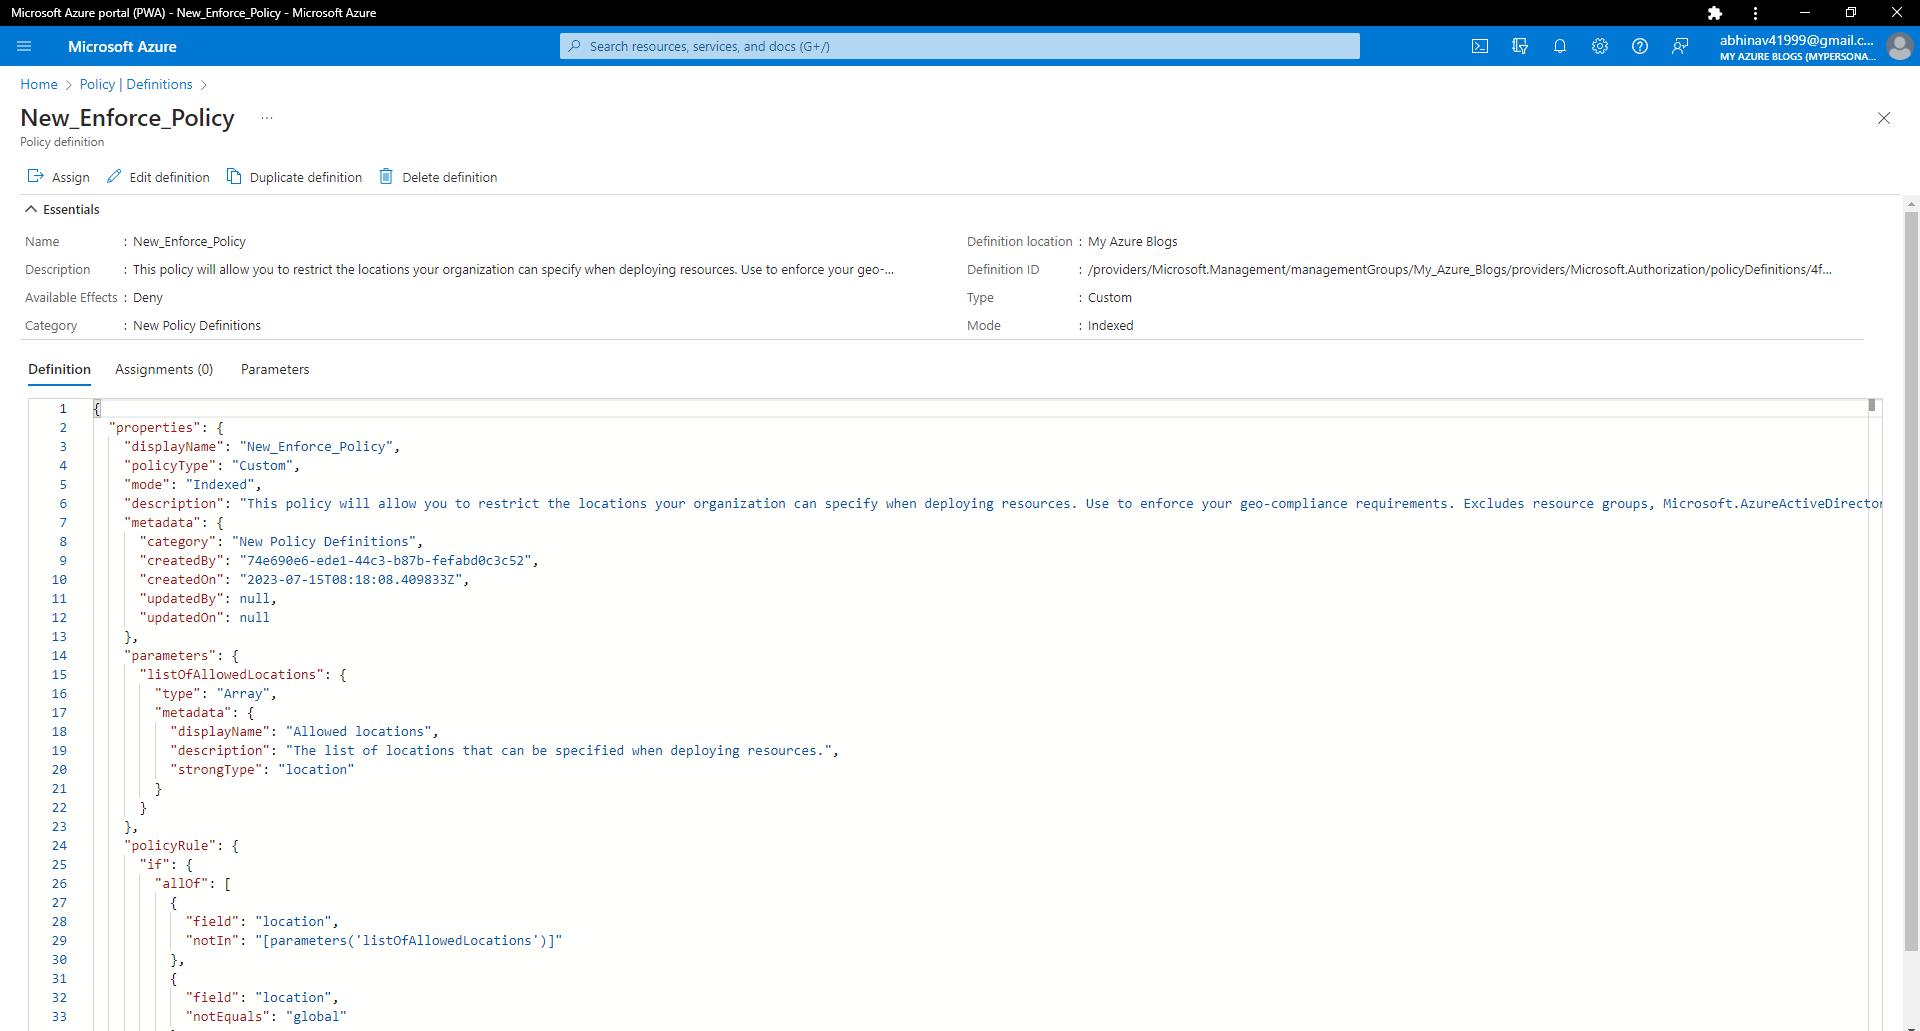 Microsoft Azure portal (PWA) - New_Enforce_Policy - Microsoft Azure
Microsoft Azure
Search resources, services, and docs (G+/)
abhinav41999@gmail.c...
MY AZURE BLOGS (MYPERSONA...
Home > Policy | Definitions >
New_Enforce_Policy ...
Policy definition
Assign Edit definition Duplicate definition Delete definition
Essentials
Name : New_Enforce_Policy
Description : This policy will allow you to restrict the locations your organization can specify when deploying resources. Use to enforce your geo-...
Available Effects : Deny
Category : New Policy Definitions
Definition location : My Azure Blogs
Definition ID : /providers/Microsoft.Management/managementGroups/My_Azure_Blogs/providers/Microsoft.Authorization/policyDefinitions/4f...
Type : Custom
Mode : Indexed
Definition Assignments (0) Parameters
1 {
2 "properties": {
3 "displayName": "New_Enforce_Policy",
4 "policyType": "Custom",
5 "mode": "Indexed",
6 "description": "This policy will allow you to restrict the locations your organization can specify when deploying resources. Use to enforce your geo-compliance requirements. Excludes resource groups, Microsoft.AzureActiveDirector
7 "metadata": {
8 "category": "New Policy Definitions",
9 "createdBy": "74e690e6-ede1-44c3-b87b-fefabd0c3c52",
10 "createdOn": "2023-07-15T08:18:08.409833Z",
11 "updatedBy": null,
12 "updatedOn": null
13 },
14 "parameters": {
15 "listOfAllowedLocations": {
16 "type": "Array",
17 "metadata": {
18 "displayName": "Allowed locations",
19 "description": "The list of locations that can be specified when deploying resources.",
20 "strongType": "location"
21 }
22 }
23 },
24 "policyRule": {
25 "if": {
26 "allOf": [
27 {
28 "field": "location",
29 "notIn": "[parameters('listOfAllowedLocations')]"
30 },
31 {
32 "field": "location",
33 "notEquals": "global"